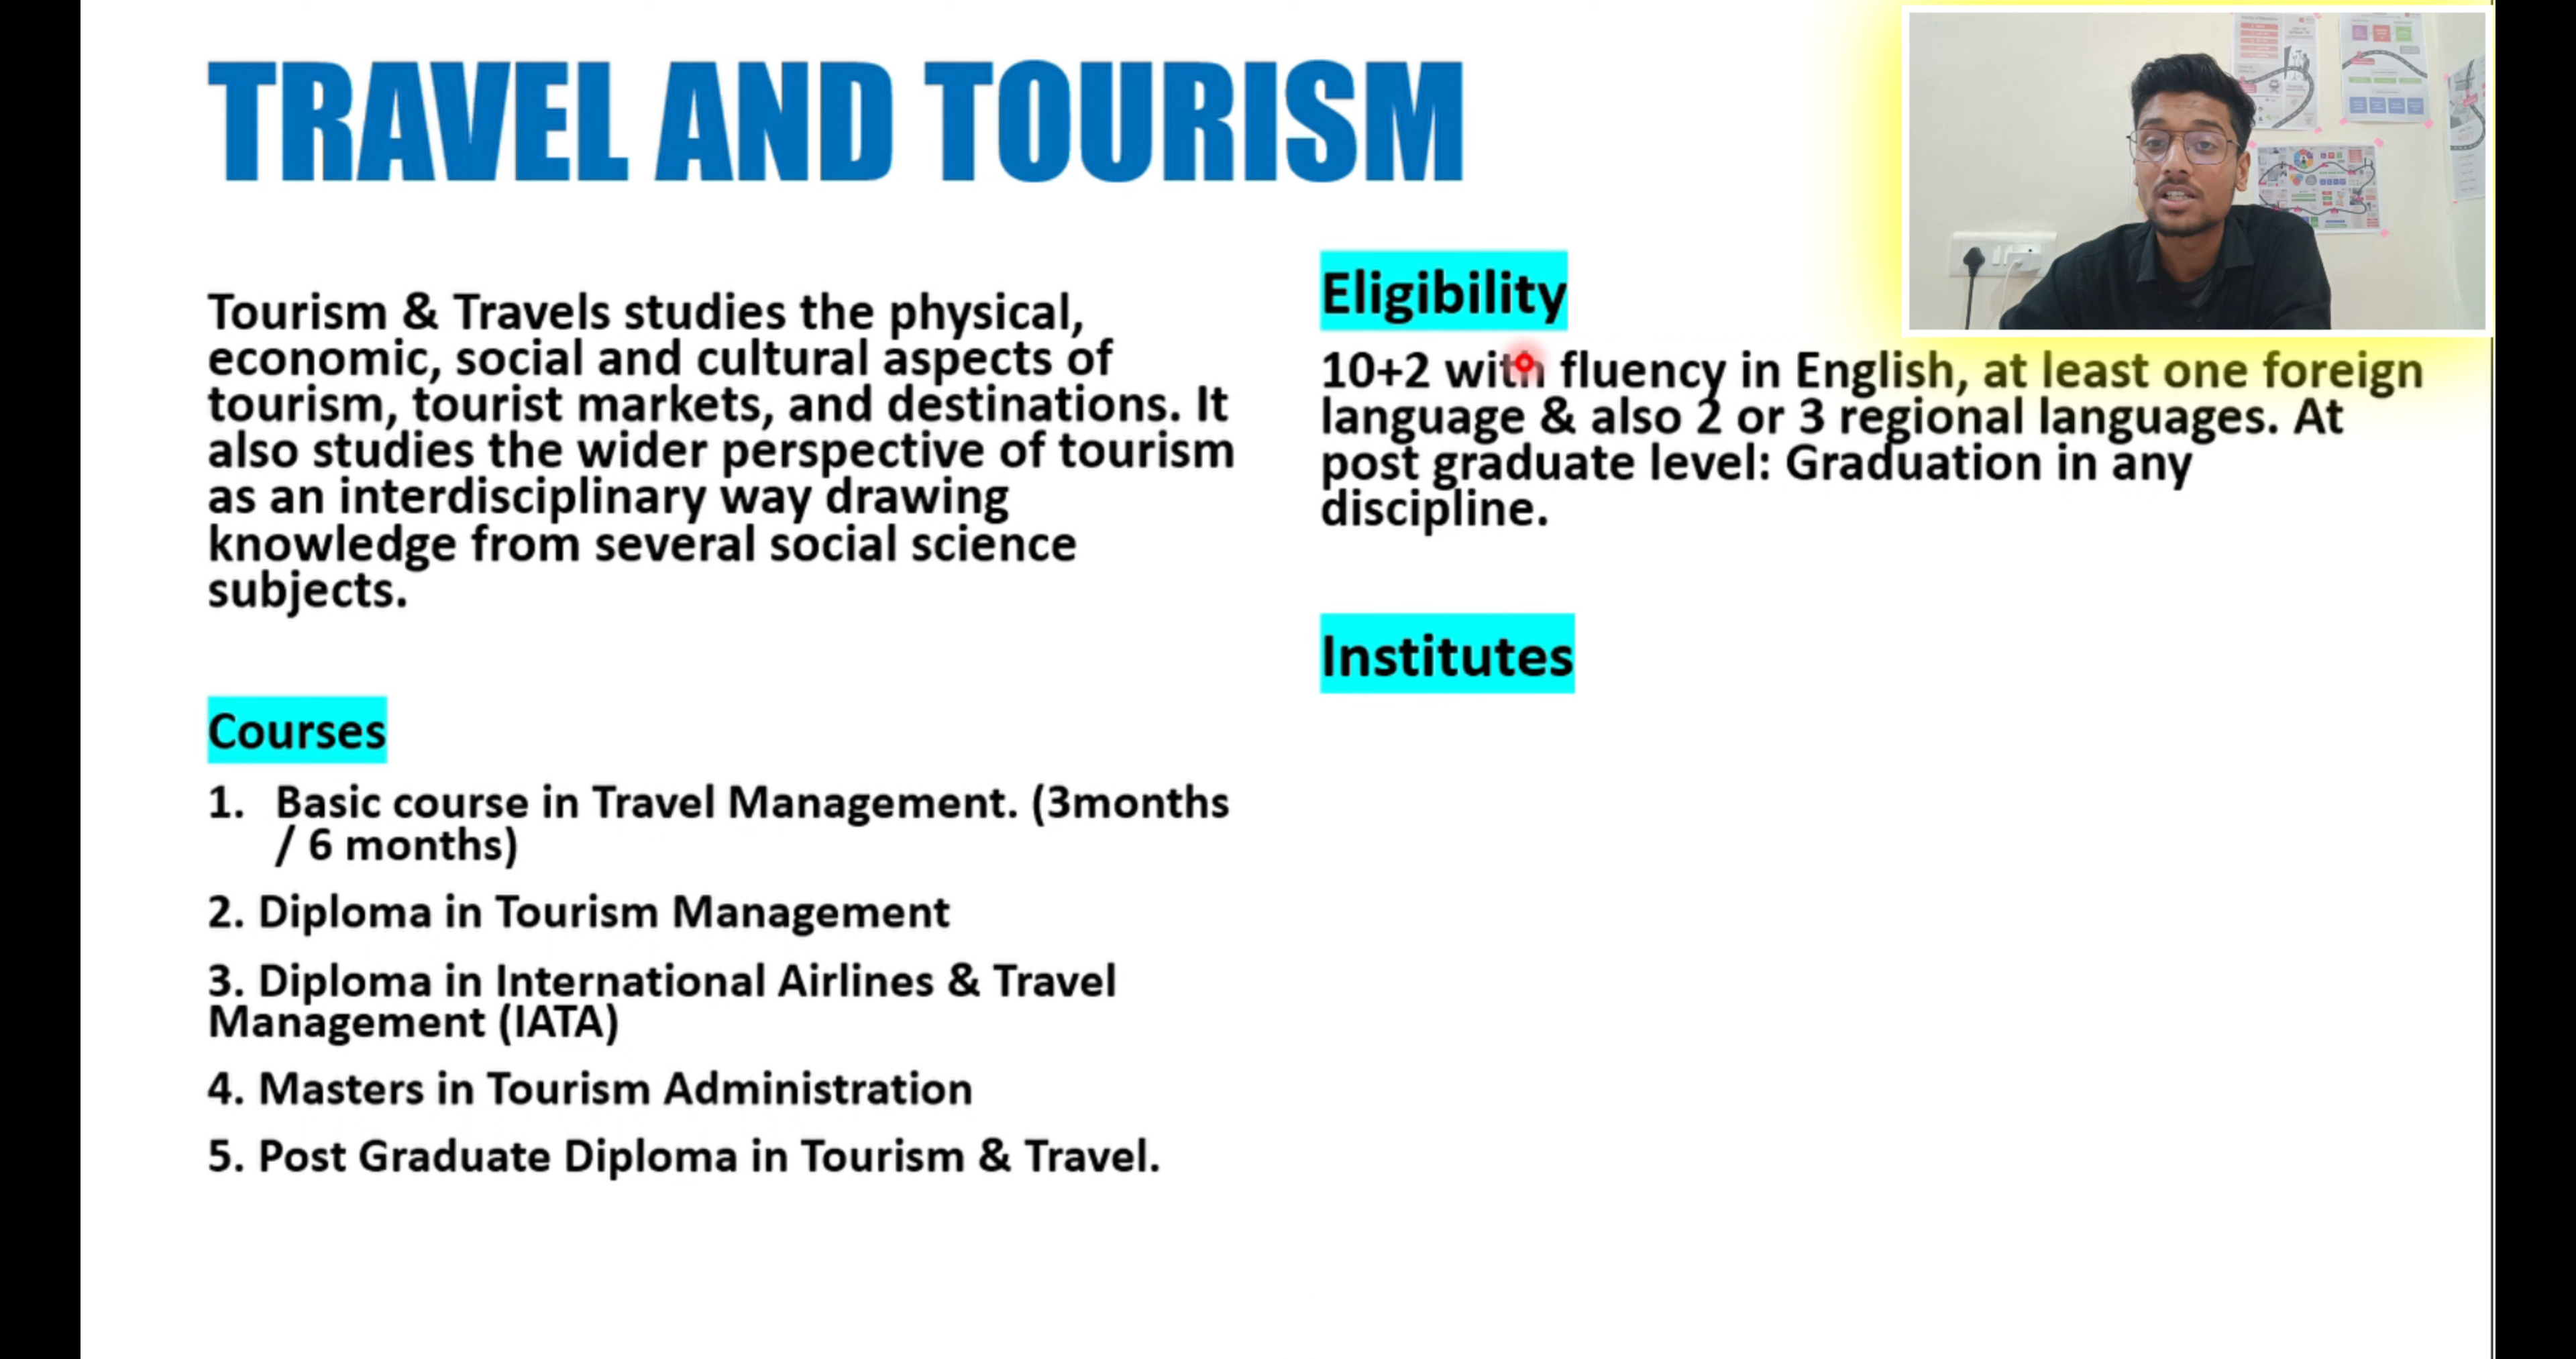 TRAVEL AND TOURISM
Tourism & Travels studies the physical,
economic, social and cultural aspects of
tourism, tourist markets, and destinations. It
also studies the wider perspective of tourism
as an interdisciplinary way drawing
knowledge from several social science
subjects.
Courses
1. Basic course in Travel Management. (3months
/ 6 months)
2. Diploma in Tourism Management
3. Diploma in International Airlines & Travel
Management (IATA)
4. Masters in Tourism Administration
5. Post Graduate Diploma in Tourism & Travel.
Eligibility
10+2 with fluency in English, at least one foreign
language & also 2 or 3 regional languages. At
post graduate level: Graduation in any
discipline.
Institutes